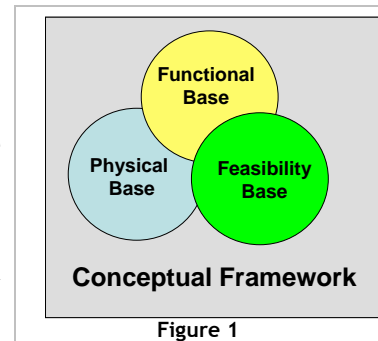 Functional
Base
Physical
Base
Feasibility
Base
Conceptual Framework
Figure 1